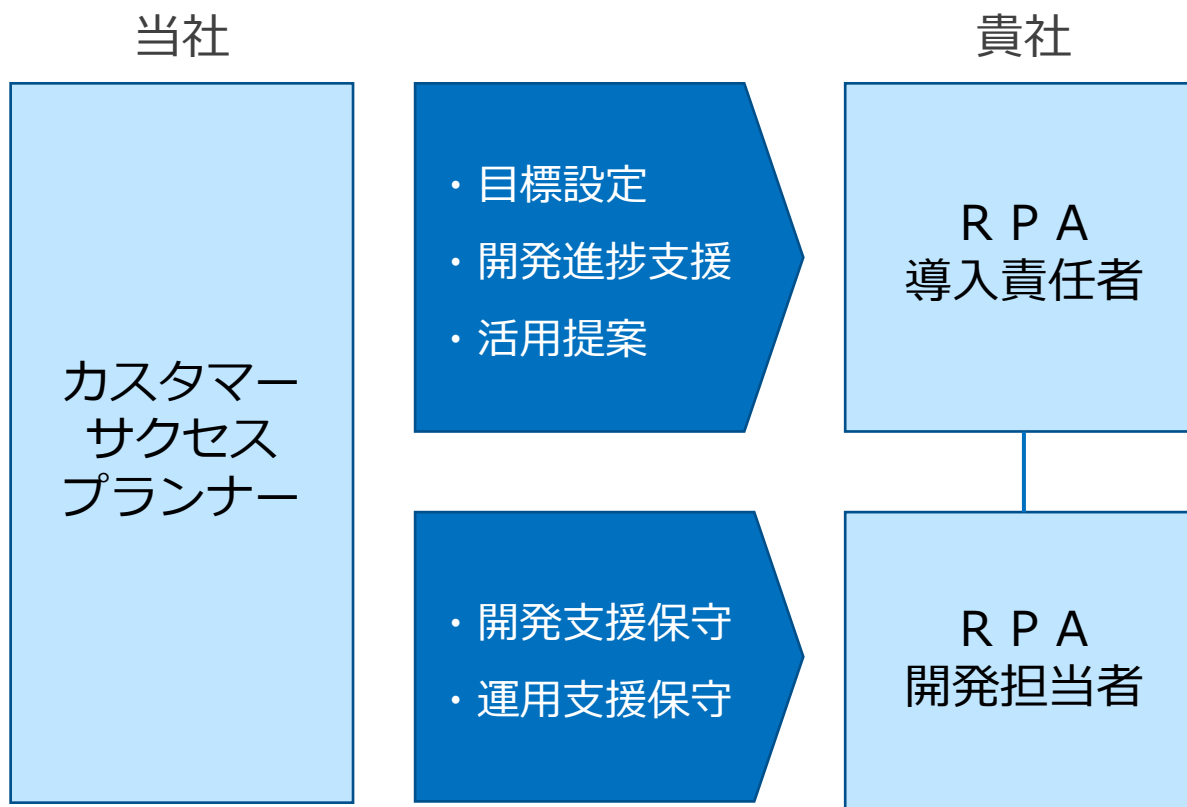 当社
貴社
カスタマー
サクセス
プランナー
・目標設定
・開発進捗支援
・活用提案
ＲＰＡ
導入責任者
・開発支援保守
・運用支援保守
ＲＰＡ
開発担当者